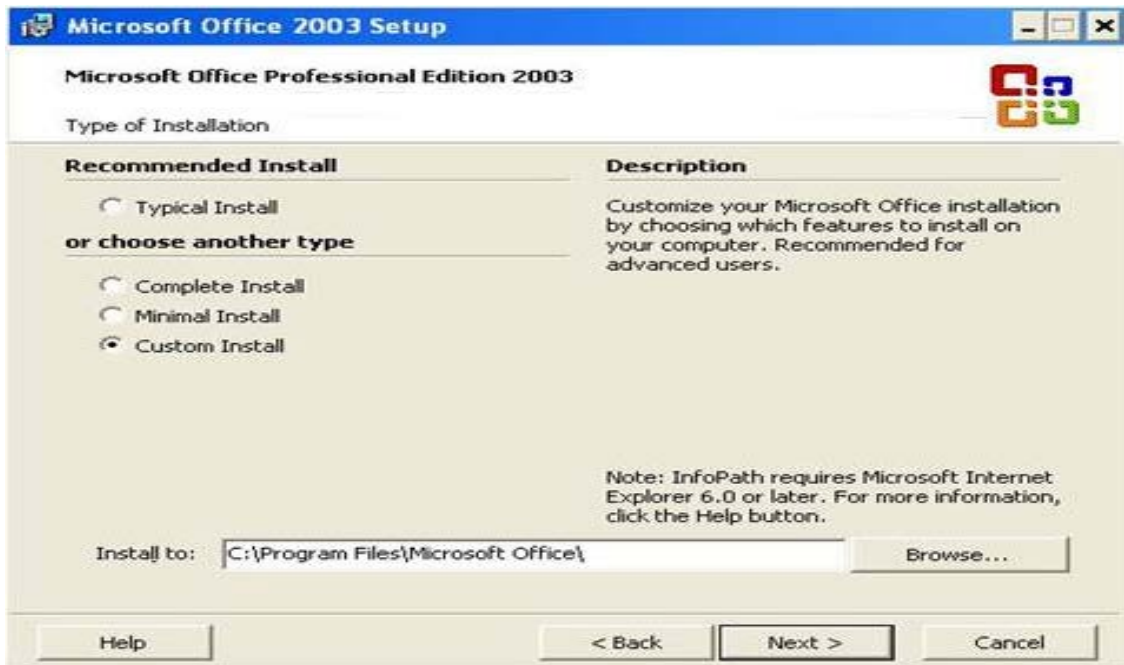 Microsoft Office 2003 Setup
Microsoft Office Professional Edition 2003
Type of Installation
Recommended Install
Typical Install
or choose another type
Complete Install
Minimal Install
Custom Install
Description
Customize your Microsoft Office installation
by choosing which features to install on
your computer. Recommended for
advanced users.
Note: InfoPath requires Microsoft Internet
Explorer 6.0 or later. For more information,
click the Help button.
Install to: C:\Program Files\Microsoft Office\ Browse...
Help < Back Next > Cancel